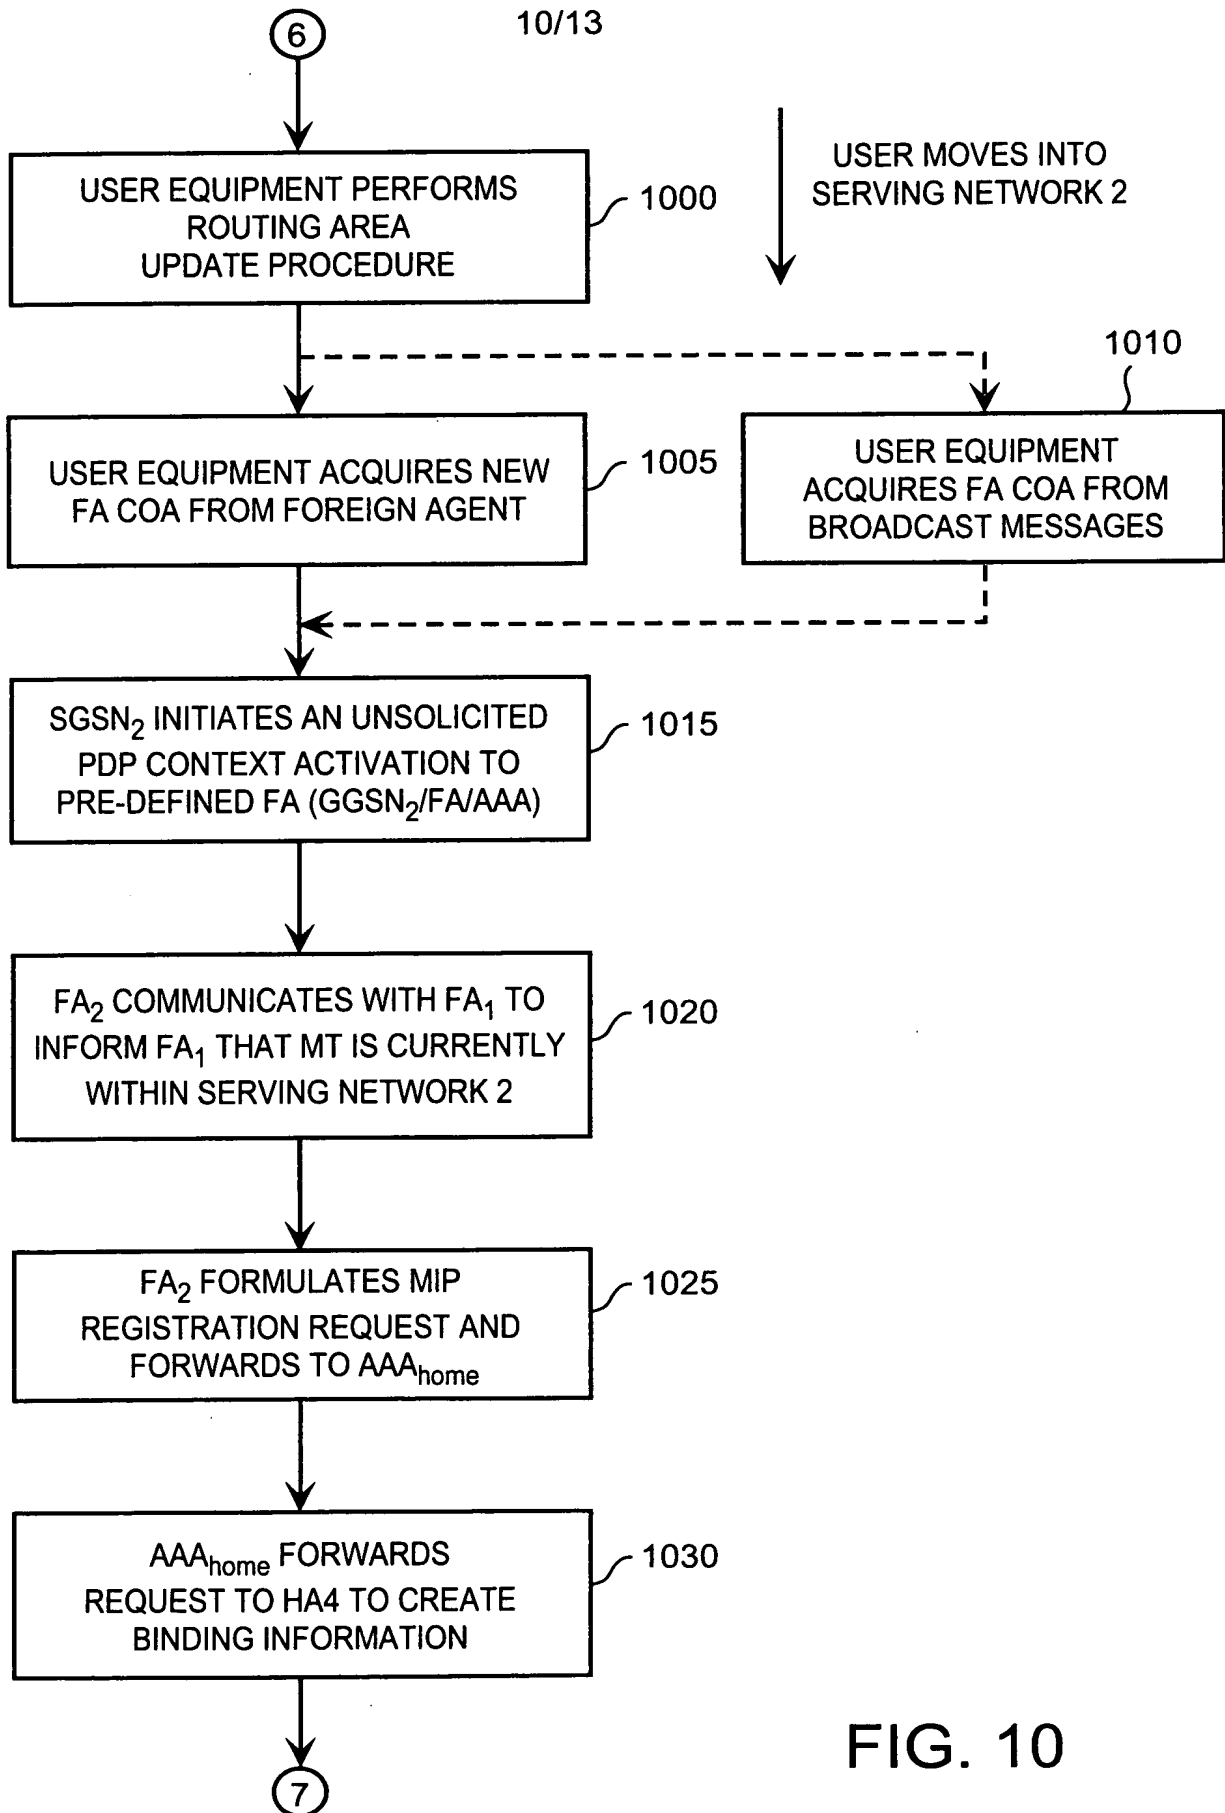 6
10/13
USER EQUIPMENT PERFORMS
ROUTING AREA
UPDATE PROCEDURE
1000
USER MOVES INTO
SERVING NETWORK 2
1010
USER EQUIPMENT ACQUIRES NEW
FA COA FROM FOREIGN AGENT
1005
USER EQUIPMENT
ACQUIRES FA COA FROM
BROADCAST MESSAGES
SGSN2 INITIATES AN UNSOLICITED
PDP CONTEXT ACTIVATION TO
PRE-DEFINED FA (GGSN2/FA/AAA)
1015
FA2 COMMUNICATES WITH FA1 TO
INFORM FA1 THAT MT IS CURRENTLY
WITHIN SERVING NETWORK 2
1020
FA2 FORMULATES MIP
REGISTRATION REQUEST AND
FORWARDS TO AAAhome
1025
AAAhome FORWARDS
REQUEST TO HA4 TO CREATE
BINDING INFORMATION
1030
7
FIG. 10